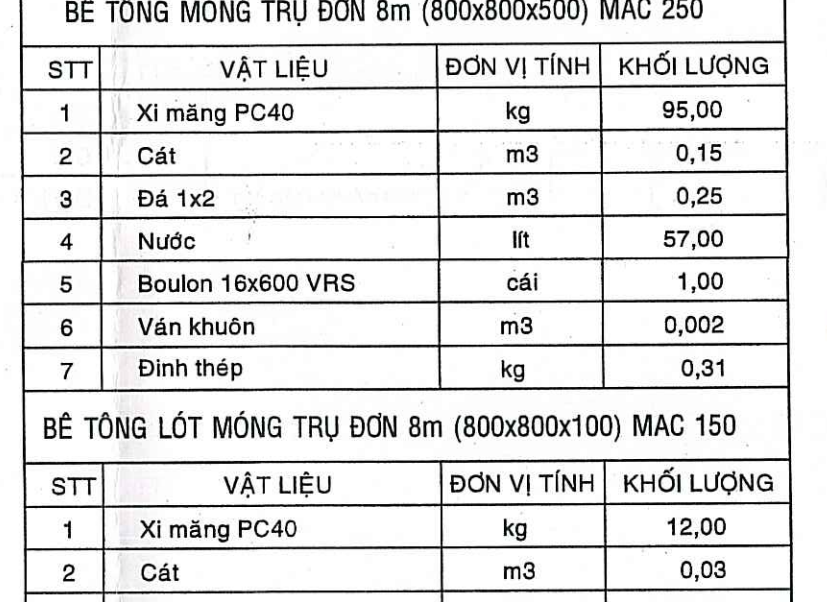 BÊ TÔNG MÓNG TRỤ ĐƠN 8m (800x800x500) MAC 250
STT VẬT LIỆU ĐƠN VỊ TÍNH KHỐI LƯỢNG
1 Xi măng PC40 kg 95,00
2 Cát m3 0,15
3 Đá 1x2 m3 0,25
4 Nước lít 57,00
5 Boulon 16x600 VRS cái 1,00
6 Ván khuôn m3 0,002
7 Đinh thép kg 0,31
BÊ TÔNG LÓT MÓNG TRỤ ĐƠN 8m (800x800x100) MAC 150
STT VẬT LIỆU ĐƠN VỊ TÍNH KHỐI LƯỢNG
1 Xi măng PC40 kg 12,00
2 Cát m3 0,03